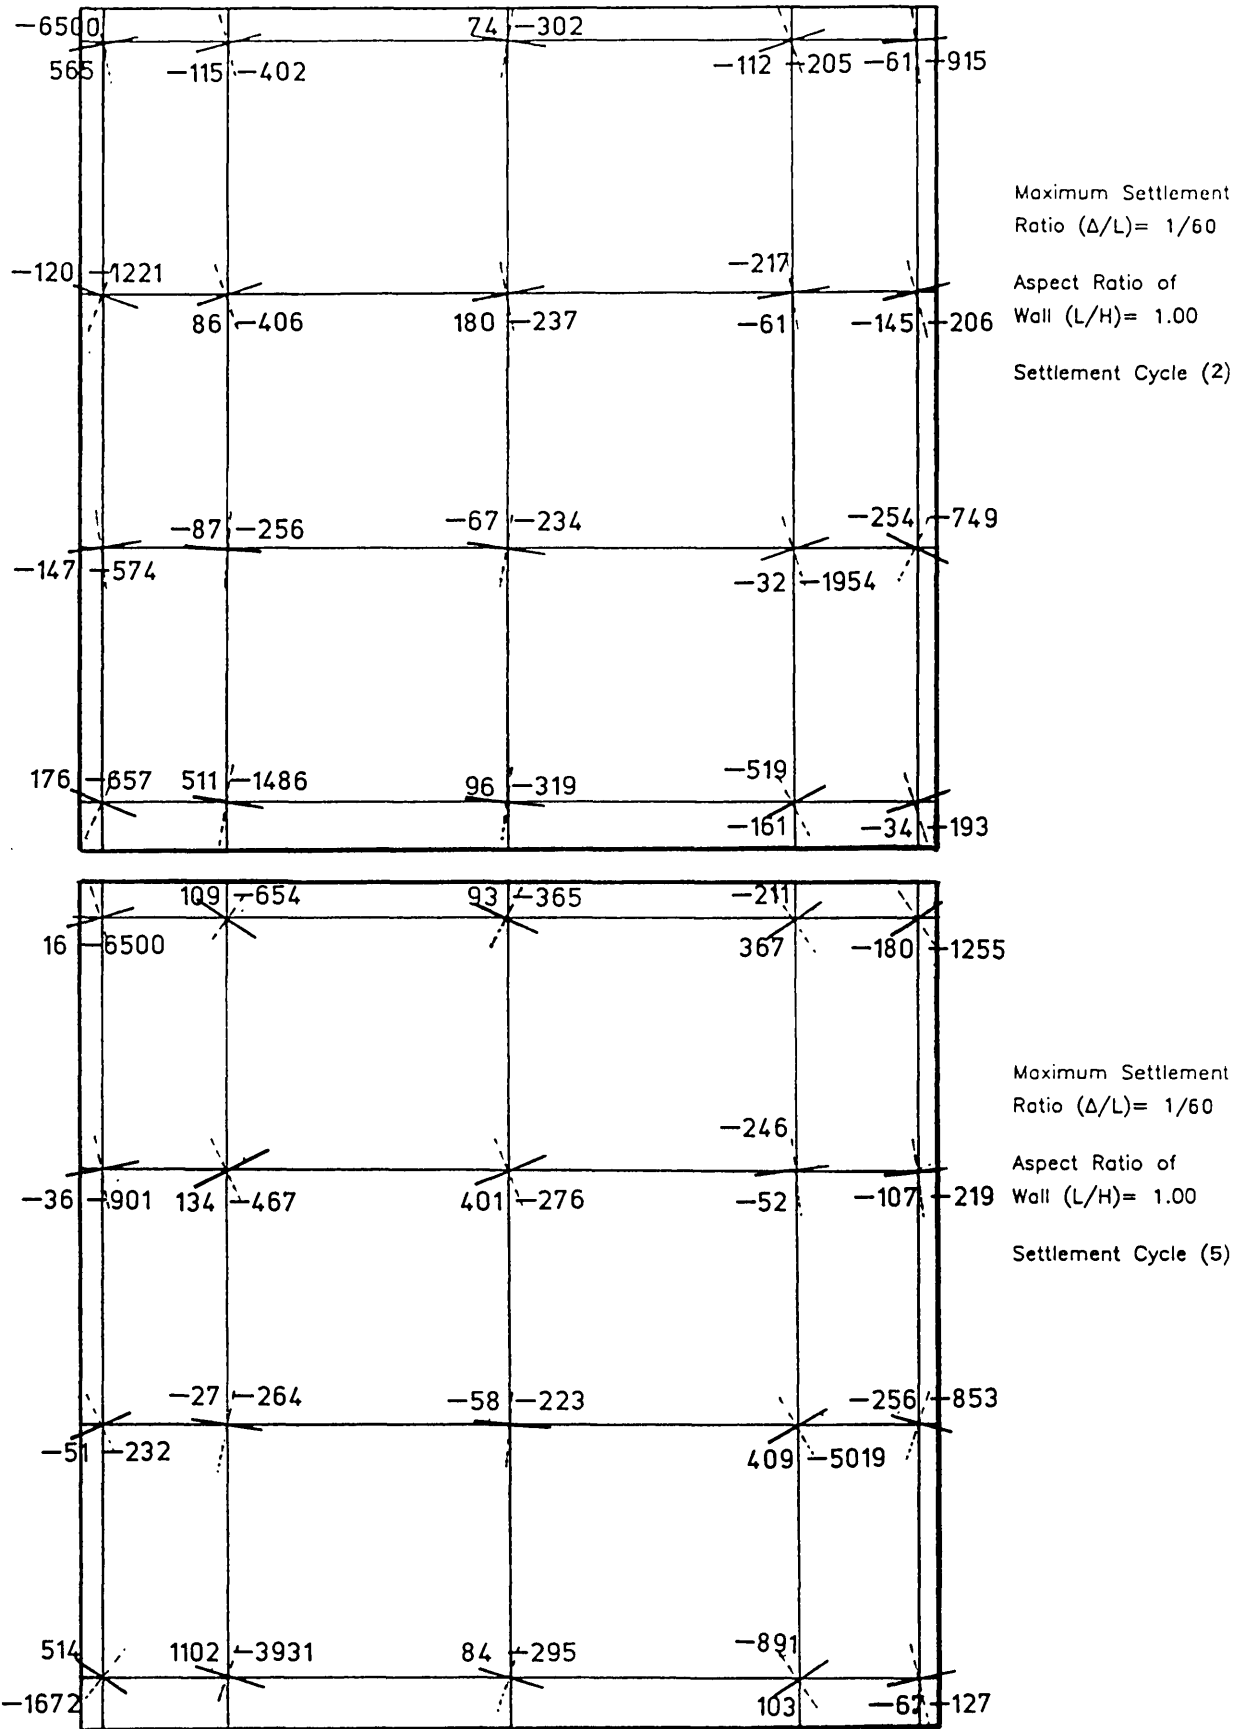 −6500 74 −302
565 −115 −402 −112 −205 −61 −915
Maximum Settlement
Ratio (Δ/L)= 1/60
−120 −1221 −217
Aspect Ratio of
86 −406 180 −237 −61 −145 −206
Wall (L/H)= 1.00
Settlement Cycle (2)
−87 −256 −67 −234 −254 −749
−147 −574 −32 −1954
176 −657 511 −1486 96 −319 −519
−161 −34 −193
109 −654 93 −365 −211
16 −6500 367 −180 −1255
Maximum Settlement
Ratio (Δ/L)= 1/60
−246
Aspect Ratio of
−36 −901 134 −467 401 −276 −52 −107 −219
Wall (L/H)= 1.00
Settlement Cycle (5)
−27 −264 −58 −223 −256 −853
−51 −232 409 −5019
514 1102 −3931 84 −295 −891
−1672 103 −62 −127